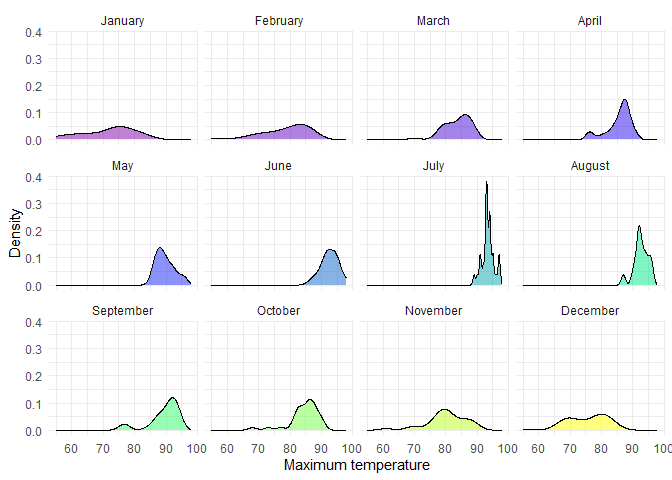 January February March April
0.4
0.3
0.2
0.1
0.0
May June July August
0.4
0.3
0.2
0.1
0.0
Density
September October November December
0.4
0.3
0.2
0.1
0.0
60 70 80 90 100 60 70 80 90 100 60 70 80 90 100 60 70 80 90 100
Maximum temperature